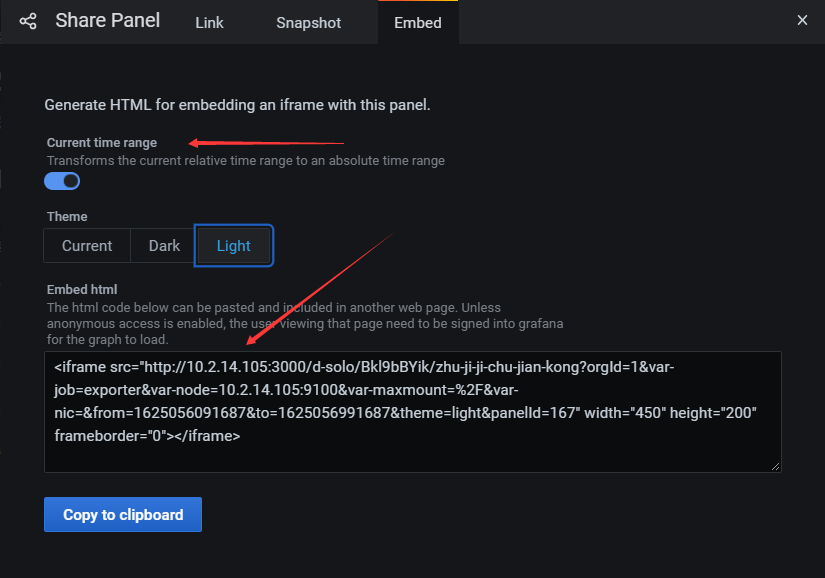 Share Panel
Link
Snapshot
Embed
Generate HTML for embedding an iframe with this panel.
Current time range
Transforms the current relative time range to an absolute time range
Theme
Current
Dark
Light
Embed html
The html code below can be pasted and included in another web page. Unless
anonymous access is enabled, the user viewing that page need to be signed into grafana
for the graph to load.
<iframe src="http://10.2.14.105:3000/d-solo/Bkl9bBYik/zhu-ji-ji-chu-jian-kong?orgId=1&var-
job=exporter&var-node=10.2.14.105:9100&var-maxmount=%2F&var-
nic=&from=1625056091687&to=1625056991687&theme=light&panelId=167" width="450" height="200"
frameborder="0"></iframe>
Copy to clipboard